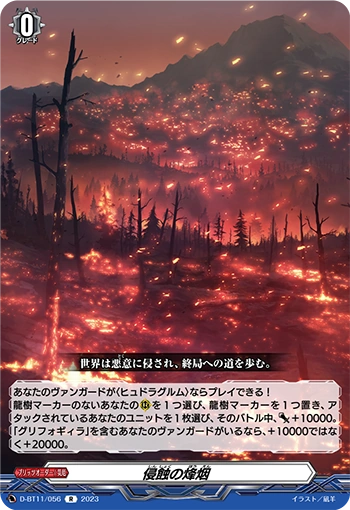 0
グレード
世界は悪意に侵され、終局への道を歩む。
あなたのヴァンガードが〈ヒュドラグルム〉ならプレイできる！
龍樹マーカーのないあなたの を１つ選び、龍樹マーカーを１つ置き、ア
タックされているあなたのユニットを１枚選び、そのバトル中、 +10000。
「グリフォギィラ」を含むあなたのヴァンガードがいるなら、+10000ではな
く+20000。
侵蝕の烽烟
D-BT11/056 R 2023
イラスト／凪羊